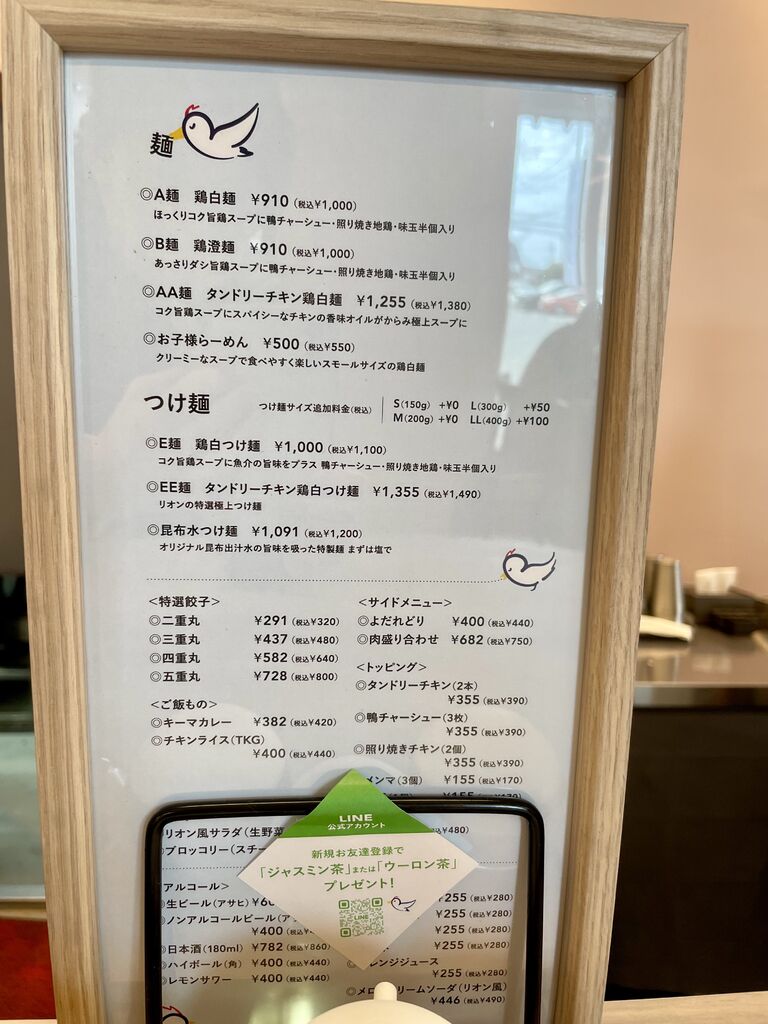 麺
◎A麺 鶏白麺 ¥910（税込¥1,000）
ほっくりコク旨鶏スープに鴨チャーシュー・照り焼き地鶏・味玉半個入り
◎B麺 鶏澄麺 ¥910（税込¥1,000）
あっさりダシ旨鶏スープに鴨チャーシュー・照り焼き地鶏・味玉半個入り
◎AA麺 タンドリーチキン鶏白麺 ¥1,255（税込¥1,380）
コク旨鶏スープにスパイシーなチキンの香味オイルがからみ極上スープに
◎お子様らーめん ¥500（税込¥550）
クリーミーなスープで食べやすく楽しいスモールサイズの鶏白麺
つけ麺 つけ麺サイズ追加料金（税込）
S（150g） +¥0 L（300g） +¥50
M（200g） +¥0 LL（400g） +¥100
◎E麺 鶏白つけ麺 ¥1,000（税込¥1,100）
コク旨鶏スープに魚介の旨味をプラス 鴨チャーシュー・照り焼き地鶏・味玉半個入り
◎EE麺 タンドリーチキン鶏白つけ麺 ¥1,355（税込¥1,490）
リオンの特選極上つけ麺
◎昆布水つけ麺 ¥1,091（税込¥1,200）
オリジナル昆布出汁水の旨味を吸った特製麺 まずは塩で
＜特選餃子＞
◎二重丸 ¥291（税込¥320）
◎三重丸 ¥437（税込¥480）
◎四重丸 ¥582（税込¥640）
◎五重丸 ¥728（税込¥800）
＜ご飯もの＞
◎キーマカレー ¥382（税込¥420）
◎チキンライス（TKG）
¥400（税込¥440）
＜サイドメニュー＞
◎よだれどり ¥400（税込¥440）
◎肉盛り合わせ ¥682（税込¥750）
＜トッピング＞
◎タンドリーチキン（2本）
¥355（税込¥390）
◎鴨チャーシュー（3枚）
¥355（税込¥390）
◎照り焼きチキン（2個）
¥355（税込¥390）
メンマ（3個） ¥155（税込¥170）
リオン風サラダ（生野菜
税込¥480）
ブロッコリー（スチー
LINE
公式アカウント
新規お友達登録で
「ジャスミン茶」または「ウーロン茶」
プレゼント！
LINE
アルコール＞
◎生ビール（アサヒ）
◎ノンアルコールビール（ア
¥400
◎日本酒（180ml） ¥782（税込¥860）
◎ハイボール（角） ¥400（税込¥440）
◎レモンサワー ¥400（税込¥440）
¥255（税込¥280）
¥255（税込¥280）
¥255（税込¥280）
¥255（税込¥280）
レンジジュース
¥255（税込¥280）
◎メロ リームソーダ（リオン風）
¥446（税込¥490）